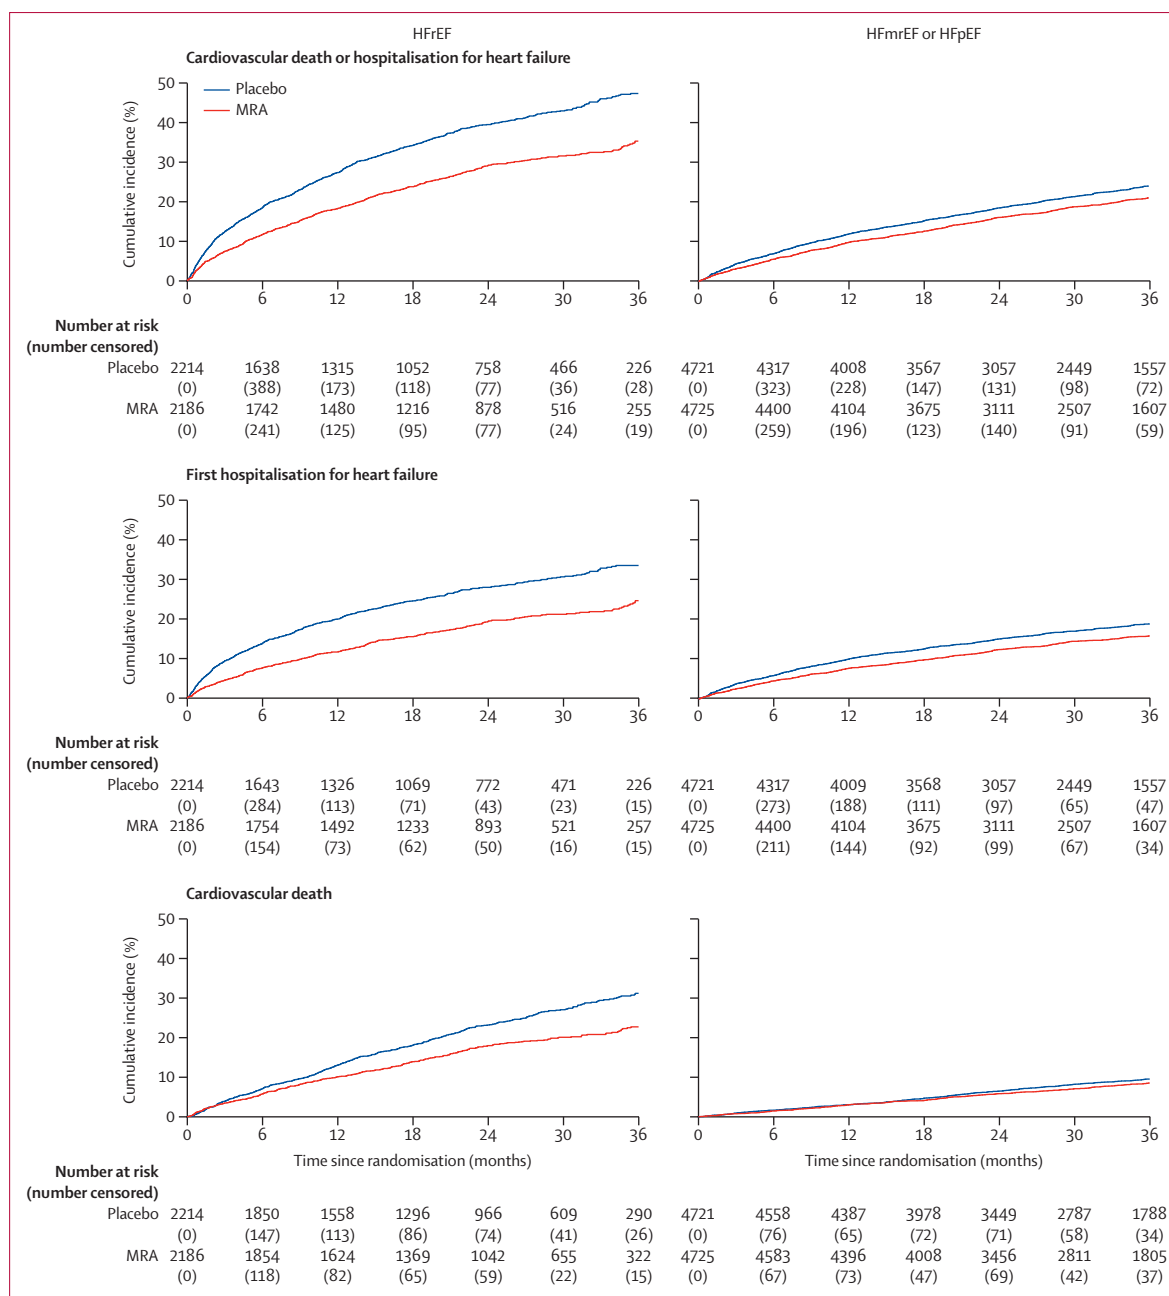 HFrEF HFmrEF or HFpEF
Cardiovascular death or hospitalisation for heart failure
Cumulative incidence (%)
50
40
30
20
10
0
Placebo
MRA
0 6 12 18 24 30 36 0 6 12 18 24 30 36
Number at risk
(number censored)
Placebo 2214 1638 1315 1052 758 466 226 4721 4317 4008 3567 3057 2449 1557
(0) (388) (173) (118) (77) (36) (28) (0) (323) (228) (147) (131) (98) (72)
MRA 2186 1742 1480 1216 878 516 255 4725 4400 4104 3675 3111 2507 1607
(0) (241) (125) (95) (77) (24) (19) (0) (259) (196) (123) (140) (91) (59)
First hospitalisation for heart failure
Cumulative incidence (%)
50
40
30
20
10
0
0 6 12 18 24 30 36 0 6 12 18 24 30 36
Number at risk
(number censored)
Placebo 2214 1643 1326 1069 772 471 226 4721 4317 4009 3568 3057 2449 1557
(0) (284) (113) (71) (43) (23) (15) (0) (273) (188) (111) (97) (65) (47)
MRA 2186 1754 1492 1233 893 521 257 4725 4400 4104 3675 3111 2507 1607
(0) (154) (73) (62) (50) (16) (15) (0) (211) (144) (92) (99) (67) (34)
Cardiovascular death
Cumulative incidence (%)
50
40
30
20
10
0
0 6 12 18 24 30 36 0 6 12 18 24 30 36
Time since randomisation (months) Time since randomisation (months)
Number at risk
(number censored)
Placebo 2214 1850 1558 1296 966 609 290 4721 4558 4387 3978 3449 2787 1788
(0) (147) (113) (86) (74) (41) (26) (0) (76) (65) (72) (71) (58) (34)
MRA 2186 1854 1624 1369 1042 655 322 4725 4583 4396 4008 3456 2811 1805
(0) (118) (82) (65) (59) (22) (15) (0) (67) (73) (47) (69) (42) (37)